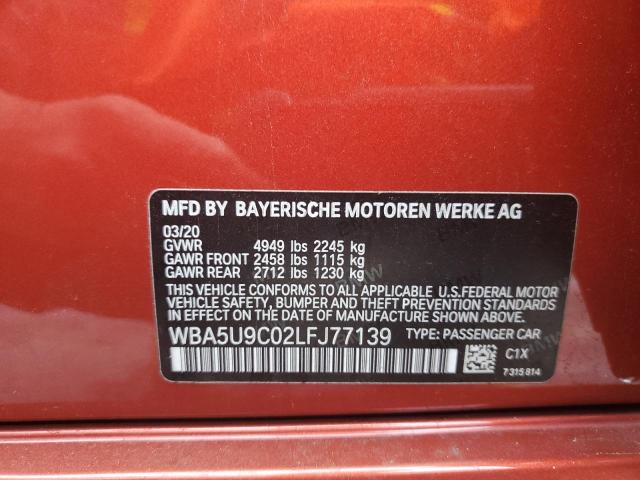 MFD BY BAYERISCHE MOTOREN WERKE AG
03/20
GVWR 4949 lbs 2245 kg
GAWR FRONT 2458 lbs 1115 kg
GAWR REAR 2712 lbs 1230 kg
THIS VEHICLE CONFORMS TO ALL APPLICABLE U.S.FEDERAL MOTOR
VEHICLE SAFETY, BUMPER AND THEFT PREVENTION STANDARDS
IN EFFECT ON THE DATE OF MANUFACTURE SHOWN ABOVE.
WBA5U9C02LFJ77139 TYPE: PASSENGER CAR
C1X
7315814